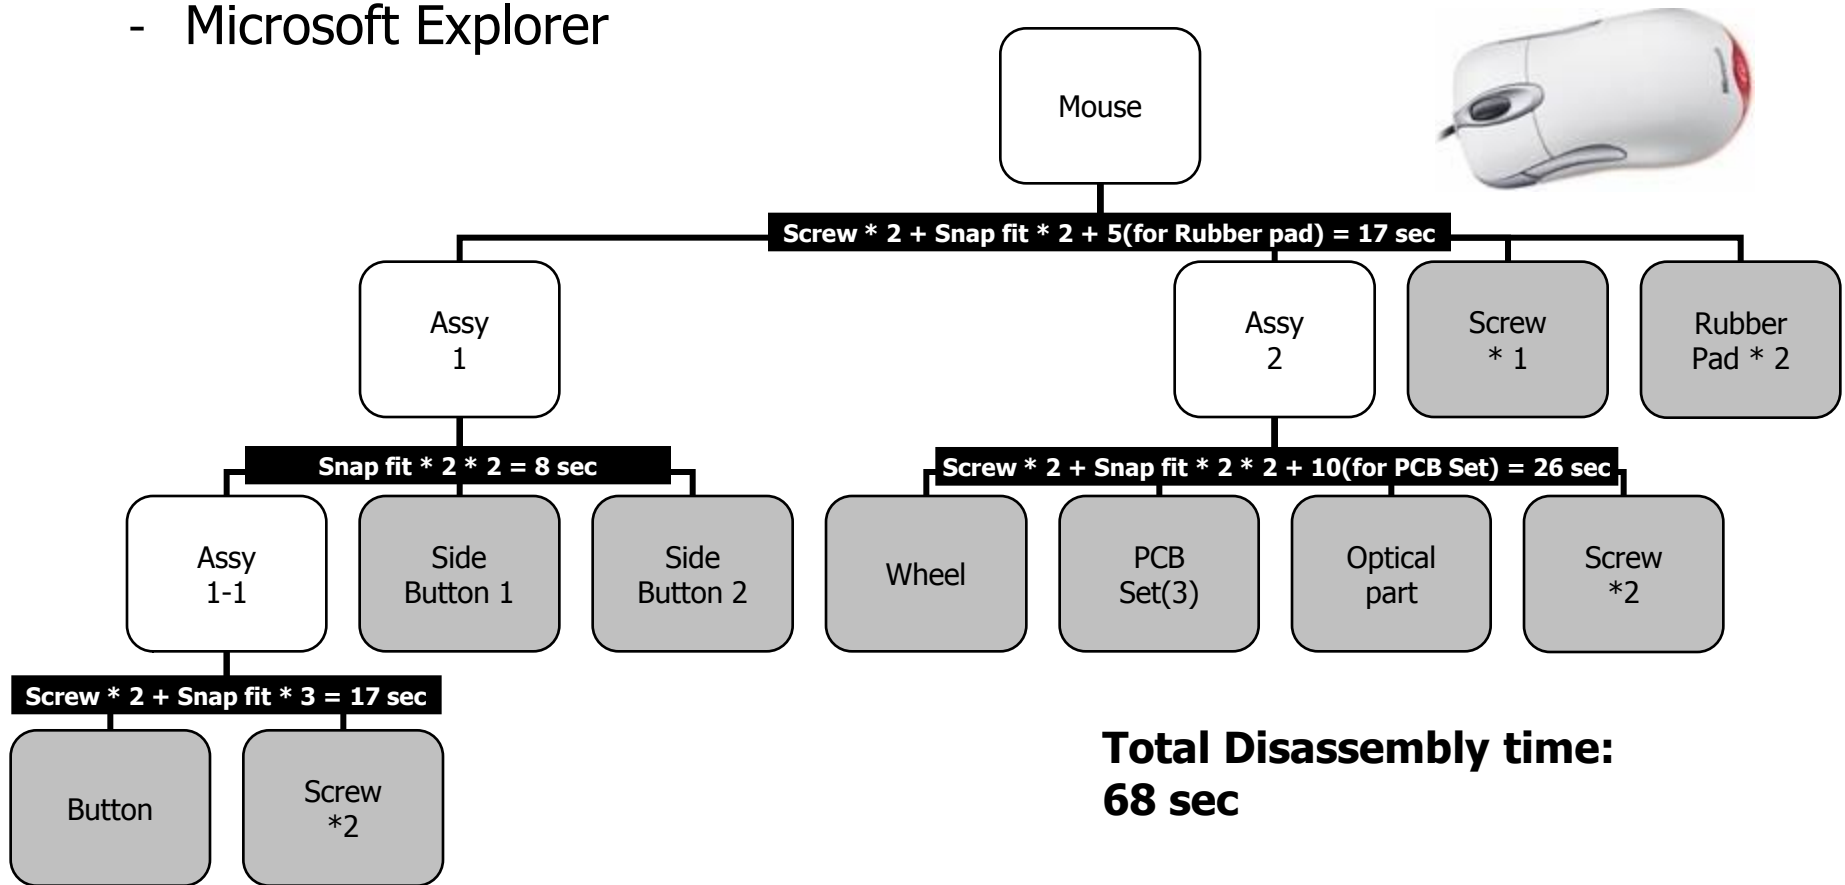 - Microsoft Explorer
Mouse
Screw * 2 + Snap fit * 2 + 5(for Rubber pad) = 17 sec
Assy
1
Assy
2
Screw
* 1
Rubber
Pad * 2
Snap fit * 2 * 2 = 8 sec
Screw * 2 + Snap fit * 2 * 2 + 10(for PCB Set) = 26 sec
Assy
1-1
Side
Button 1
Side
Button 2
Wheel
PCB
Set(3)
Optical
part
Screw
*2
Screw * 2 + Snap fit * 3 = 17 sec
Button
Screw
*2
Total Disassembly time:
68 sec